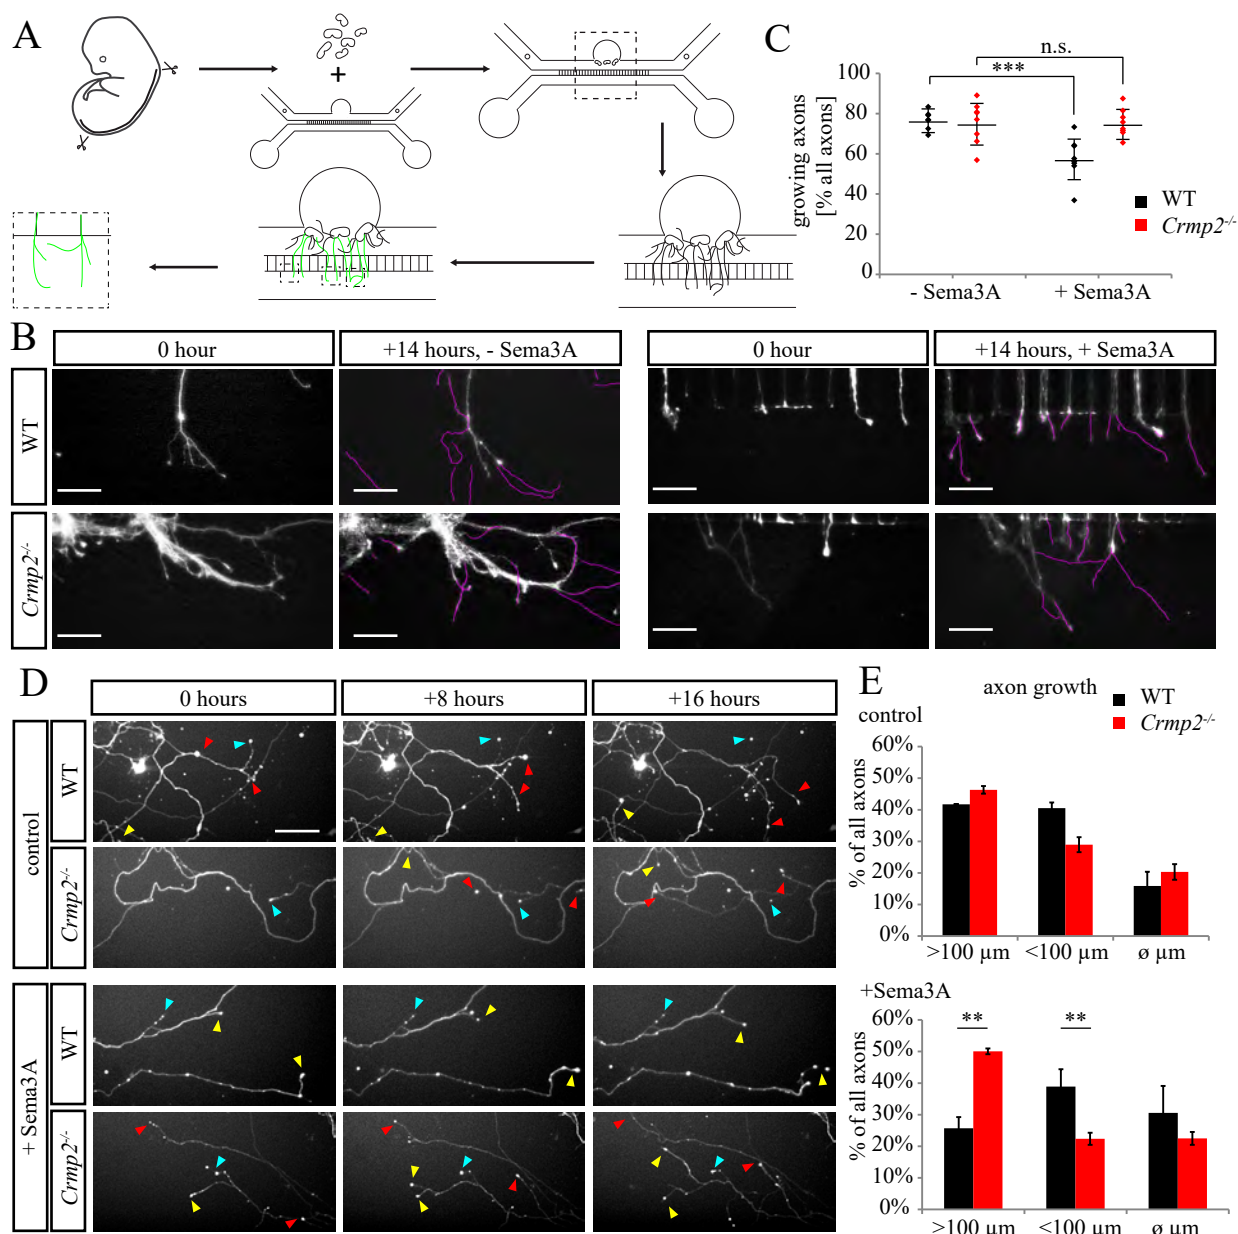 A
+
C
n.s.
***
100
80
60
40
20
0
growing axons
[% all axons]
- Sema3A
+ Sema3A
WT
Crmp2-/-
B
0 hour
+14 hours, - Sema3A
0 hour
+14 hours, + Sema3A
WT
Crmp2-/-
D
0 hours
+8 hours
+16 hours
control
WT
Crmp2-/-
+ Sema3A
WT
Crmp2-/-
E
axon growth
WT
Crmp2-/-
control
60%
50%
40%
30%
20%
10%
0%
% of all axons
>100 µm
<100 µm
ø µm
+Sema3A
60%
50%
40%
30%
20%
10%
0%
% of all axons
**
**
>100 µm
<100 µm
ø µm